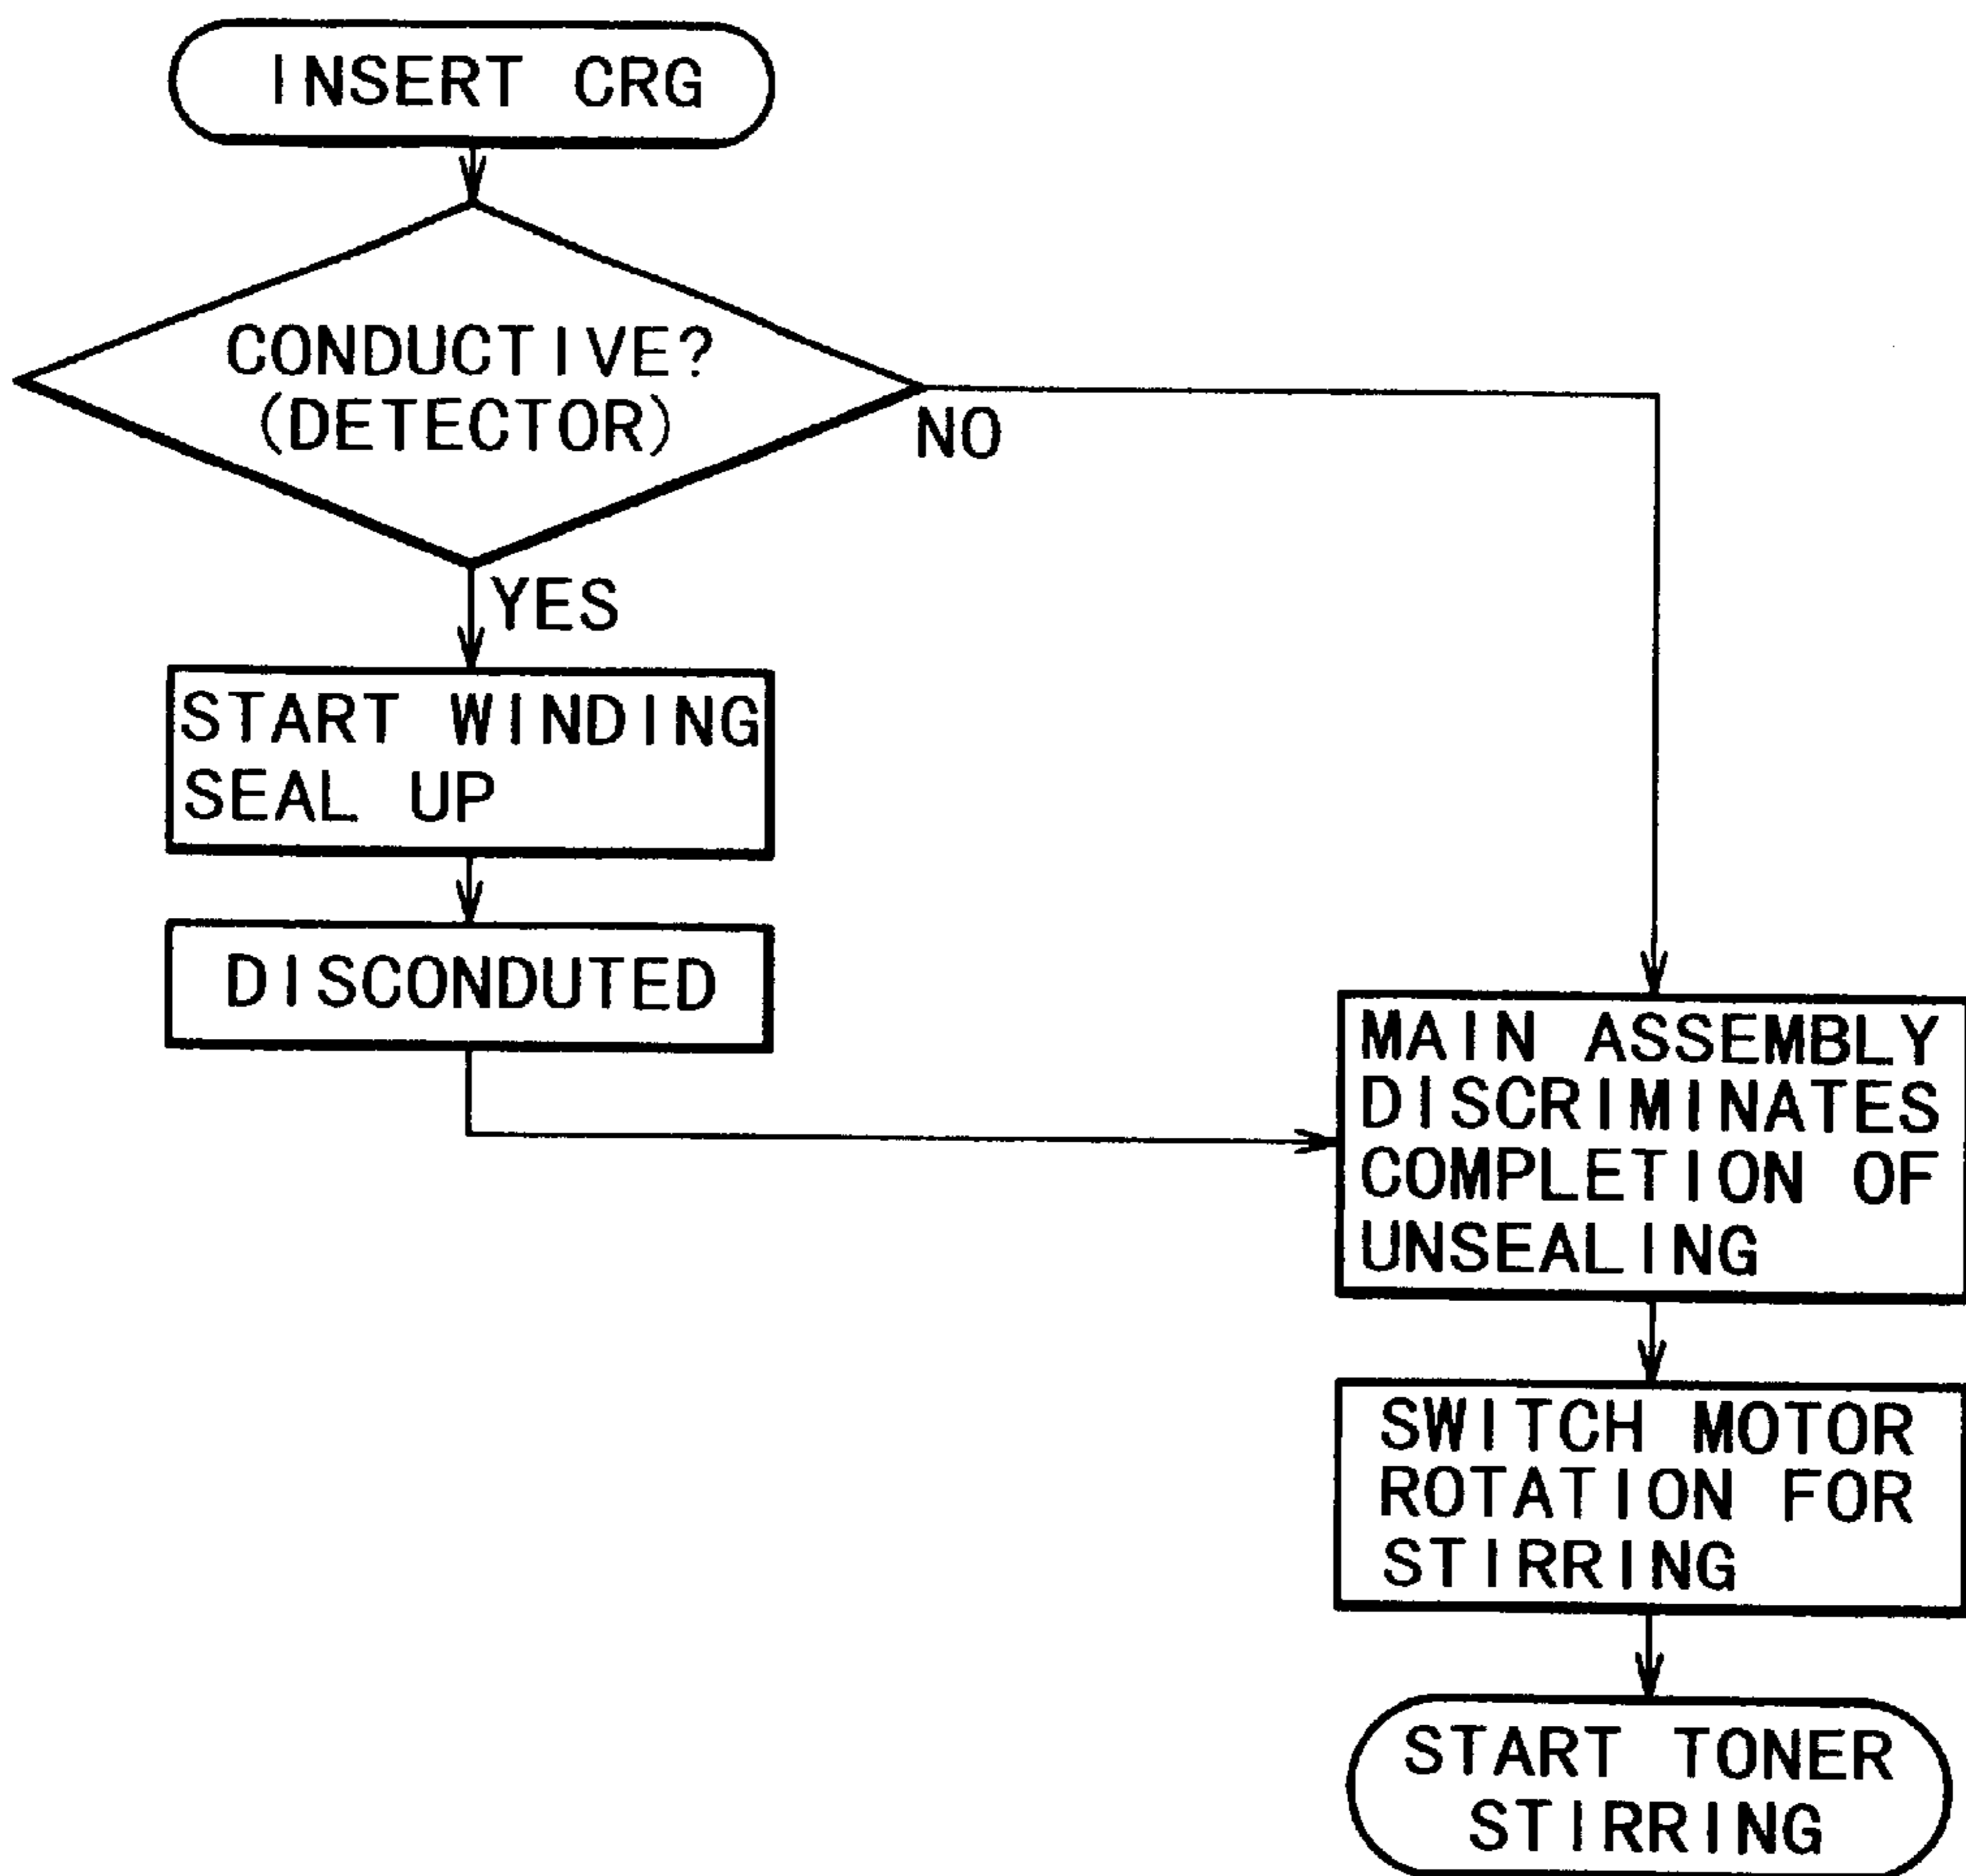 INSERT CRG
CONDUCTIVE?
(DETECTOR)
NO
YES
START WINDING
SEAL UP
DISCONDUTED
MAIN ASSEMBLY
DISCRIMINATES
COMPLETION OF
UNSEALING
SWITCH MOTOR
ROTATION FOR
STIRRING
START TONER
STIRRING